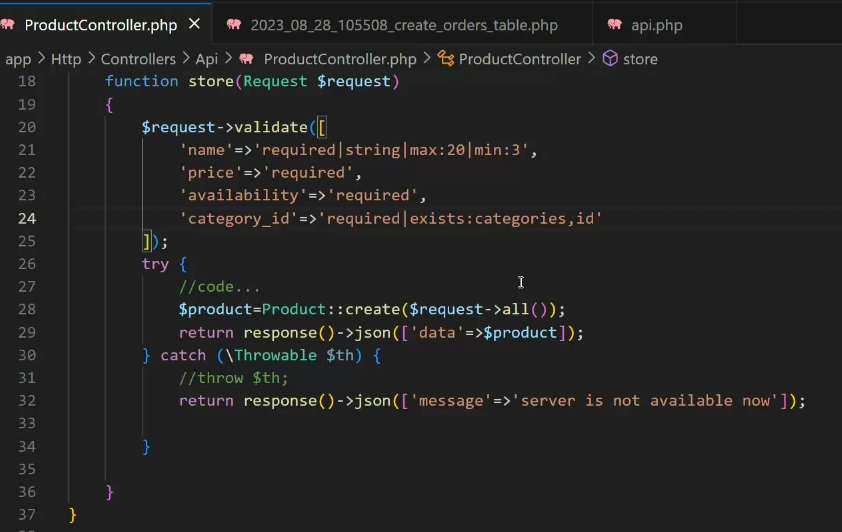 ProductController.php
2023_08_28_105508_create_orders_table.php
api.php
app > Http > Controllers > Api > ProductController.php > ProductController > store
18 function store(Request $request)
19 {
20 $request->validate([
21 'name'=>'required|string|max:20|min:3',
22 'price'=>'required',
23 'availability'=>'required',
24 'category_id'=>'required|exists:categories,id'
25 ]);
26 try {
27 //code...
28 $product=Product::create($request->all());
29 return response()->json(['data'=>$product]);
30 } catch (\Throwable $th) {
31 //throw $th;
32 return response()->json(['message'=>'server is not available now']);
33
34 }
35
36 }
37 }